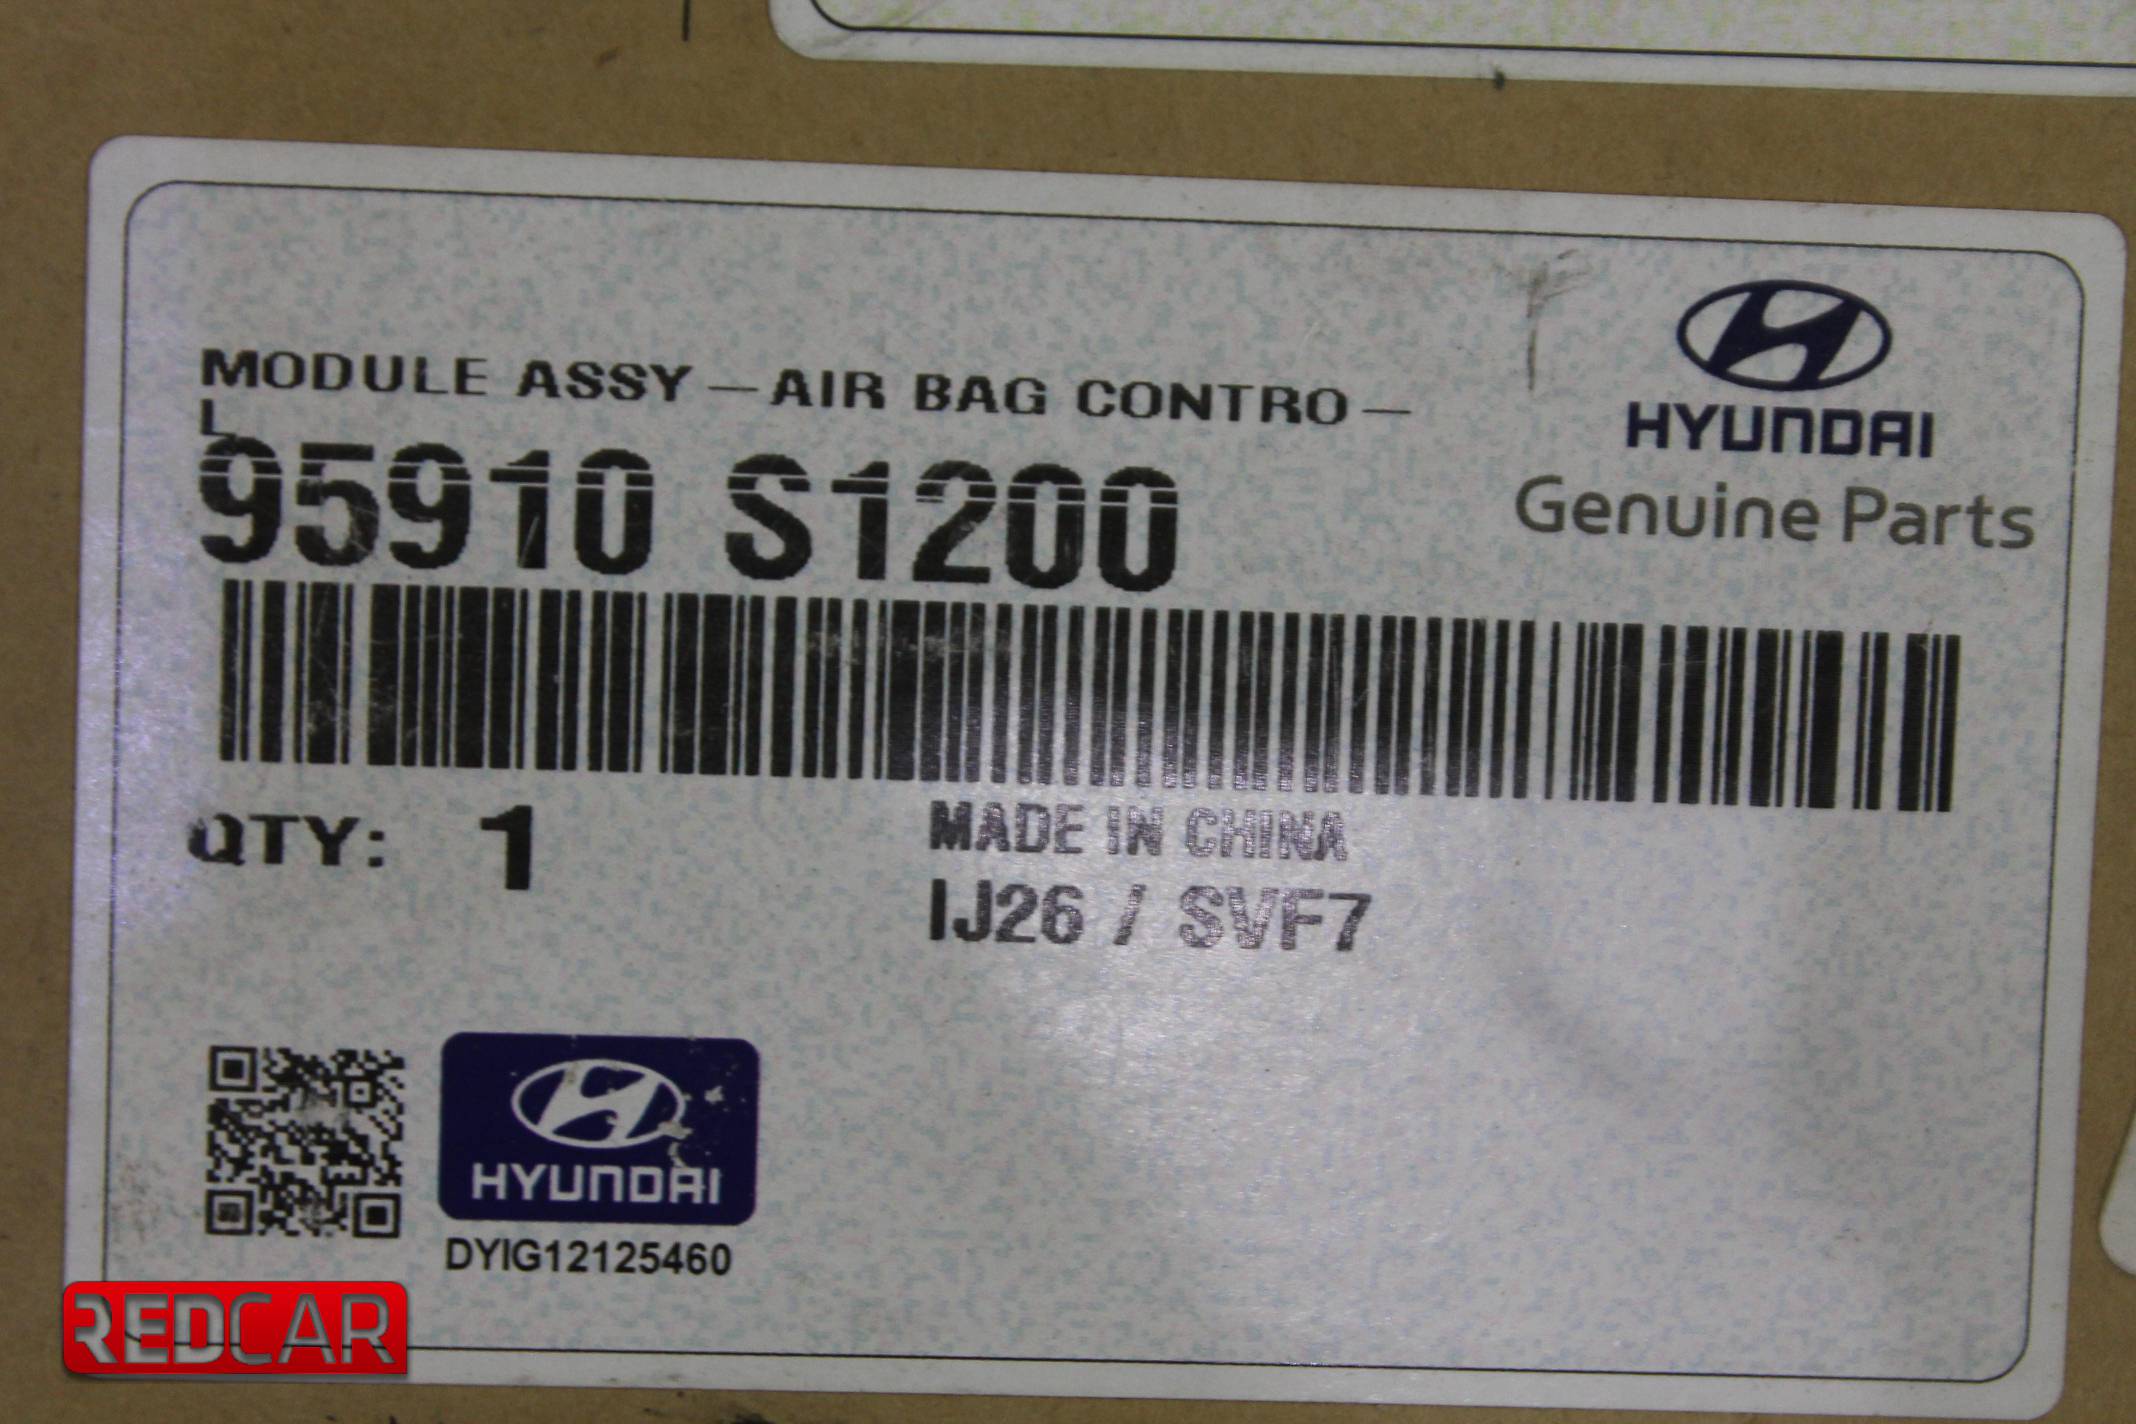 MODULE ASSY-AIR BAG CONTRO-
L
95910 S1200
HYUNDAI
Genuine Parts
QTY: 1
MADE IN CHINA
IJ26 / SVF7
HYUNDAI
DYIG12125460
REDCAR